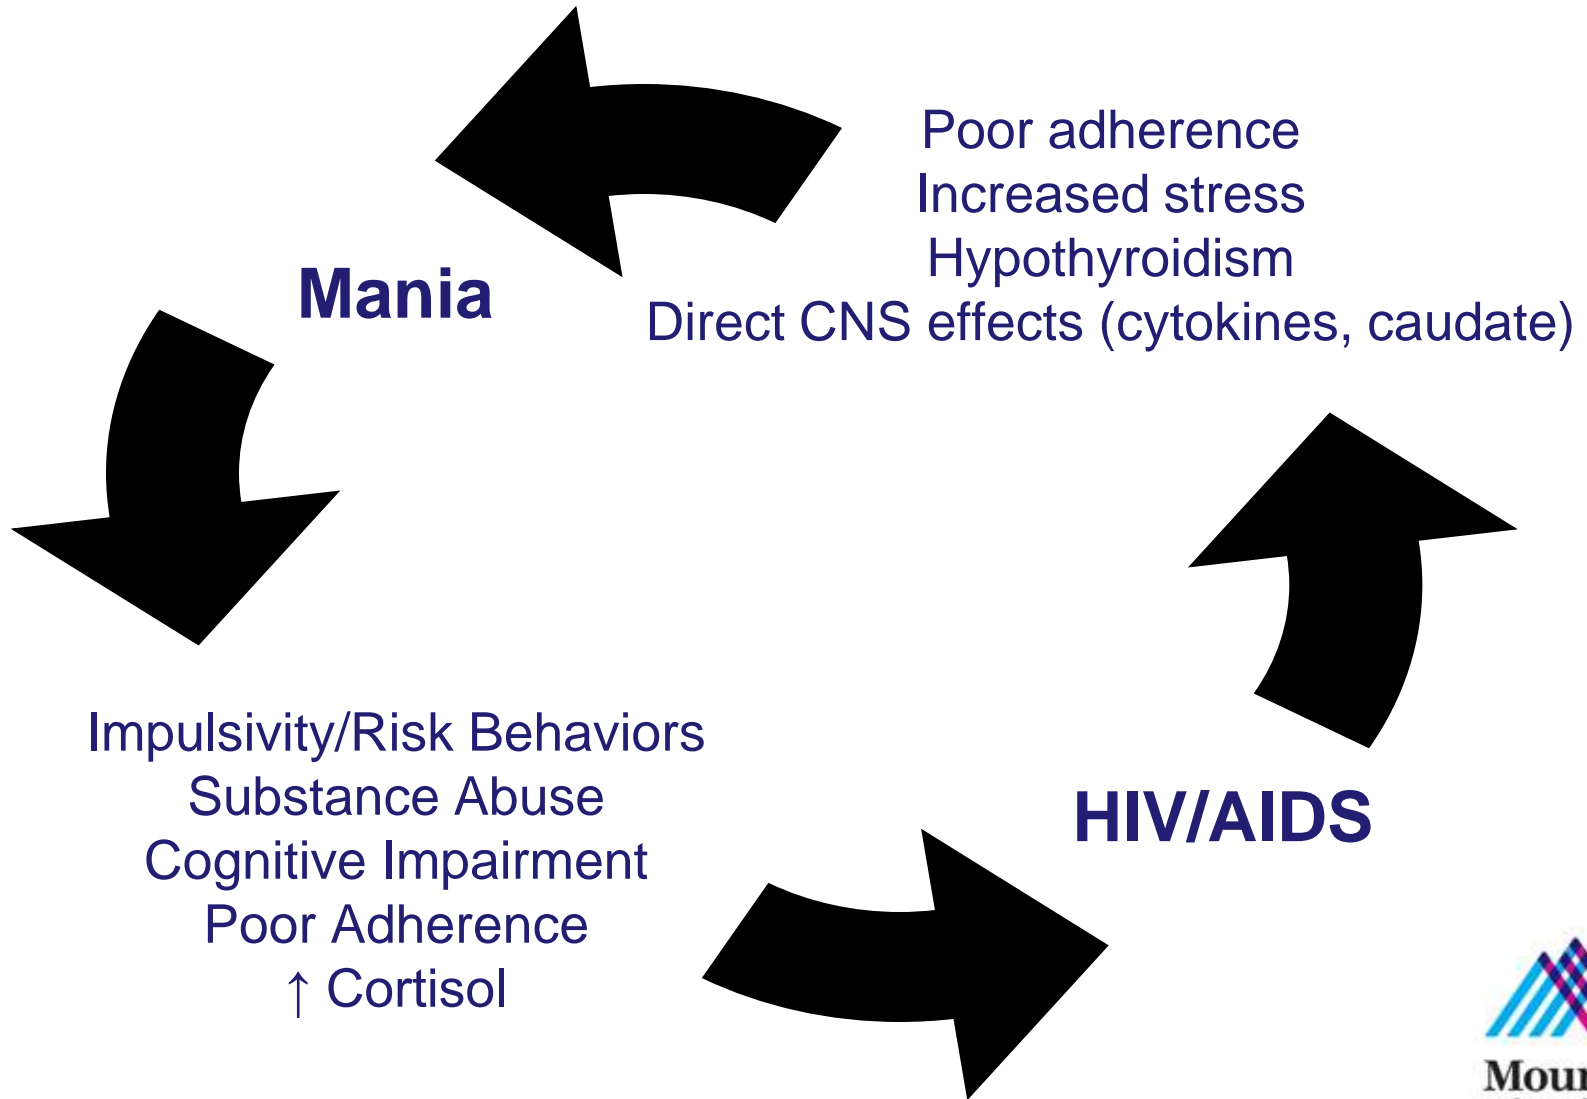 Poor adherence
Increased stress
Hypothyroidism
Direct CNS effects (cytokines, caudate)
Mania
Impulsivity/Risk Behaviors
Substance Abuse
Cognitive Impairment
Poor Adherence
↑ Cortisol
HIV/AIDS